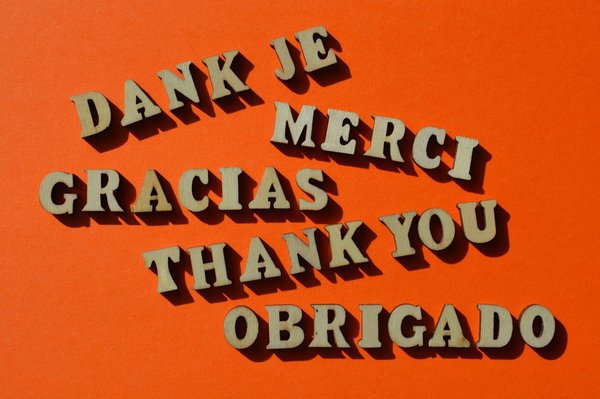 DANK JE
MERCI
GRACIAS
THANK YOU
OBRIGADO